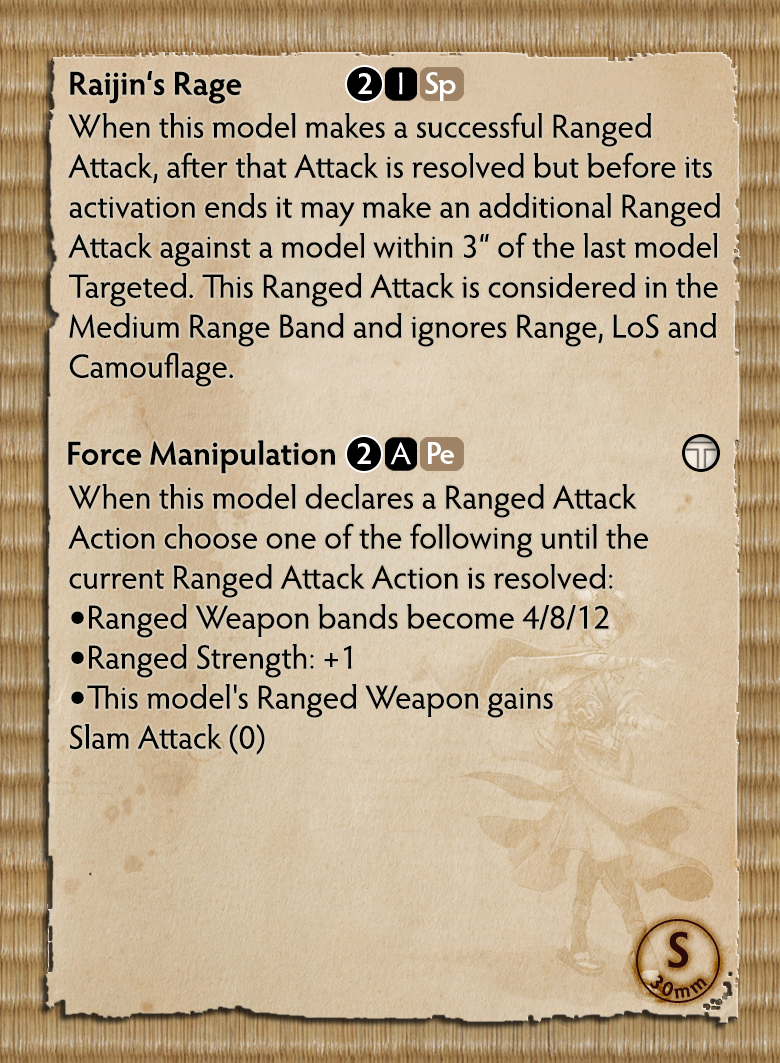 Raijin‘s Rage 2 I Sp
When this model makes a successful Ranged
Attack, after that Attack is resolved but before its
activation ends it may make an additional Ranged
Attack against a model within 3“ of the last model
Targeted. This Ranged Attack is considered in the
Medium Range Band and ignores Range, LoS and
Camouflage.
Force Manipulation 2 A Pe T
When this model declares a Ranged Attack
Action choose one of the following until the
current Ranged Attack Action is resolved:
•Ranged Weapon bands become 4/8/12
•Ranged Strength: +1
•This model's Ranged Weapon gains
Slam Attack (0)
S
30mm